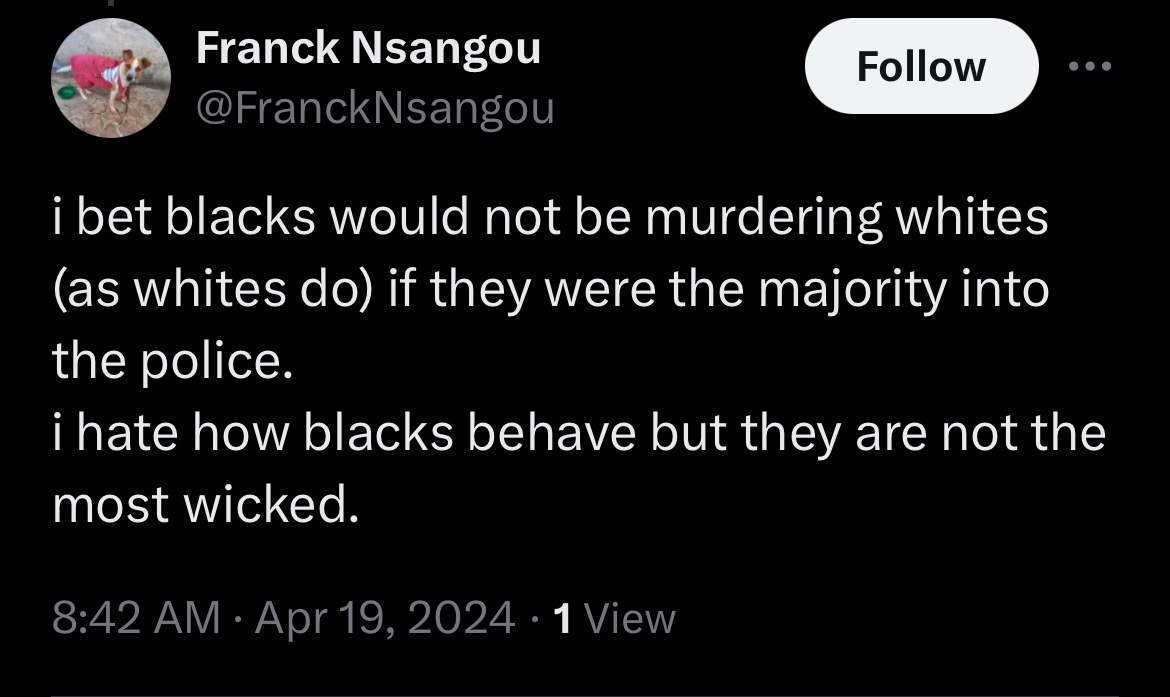 Franck Nsangou
@FranckNsangou
Follow
i bet blacks would not be murdering whites
(as whites do) if they were the majority into
the police.
i hate how blacks behave but they are not the
most wicked.
8:42 AM · Apr 19, 2024 · 1 View